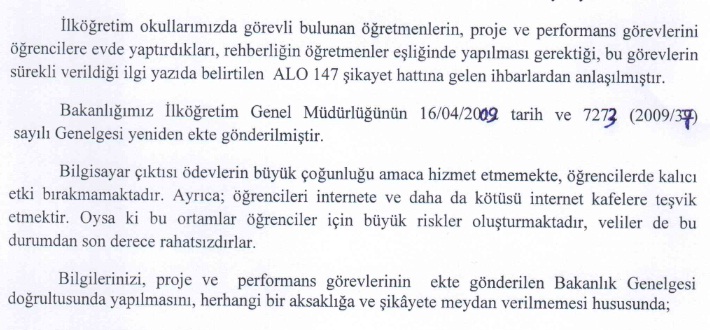 İlköğretim okullarımızda görevli bulunan öğretmenlerin, proje ve performans görevlerini
öğrencilere evde yaptırdıkları, rehberliğin öğretmenler eşliğinde yapılması gerektiği, bu görevlerin
sürekli verildiği ilgi yazıda belirtilen ALO 147 şikayet hattına gelen ihbarlardan anlaşılmıştır.
Bakanlığımız İlköğretim Genel Müdürlüğünün 16/04/2009 tarih ve 7273 (2009/37)
sayılı Genelgesi yeniden ekte gönderilmiştir.
Bilgisayar çıktısı ödevlerin büyük çoğunluğu amaca hizmet etmemekte, öğrencilerde kalıcı
etki bırakmamaktadır. Ayrıca; öğrencileri internete ve daha da kötüsü internet kafelere teşvik
etmektir. Oysa ki bu ortamlar öğrenciler için büyük riskler oluşturmaktadır, veliler de bu
durumdan son derece rahatsızdırlar.
Bilgilerinizi, proje ve performans görevlerinin ekte gönderilen Bakanlık Genelgesi
doğrultusunda yapılmasını, herhangi bir aksaklığa ve şikâyete meydan verilmemesi hususunda;